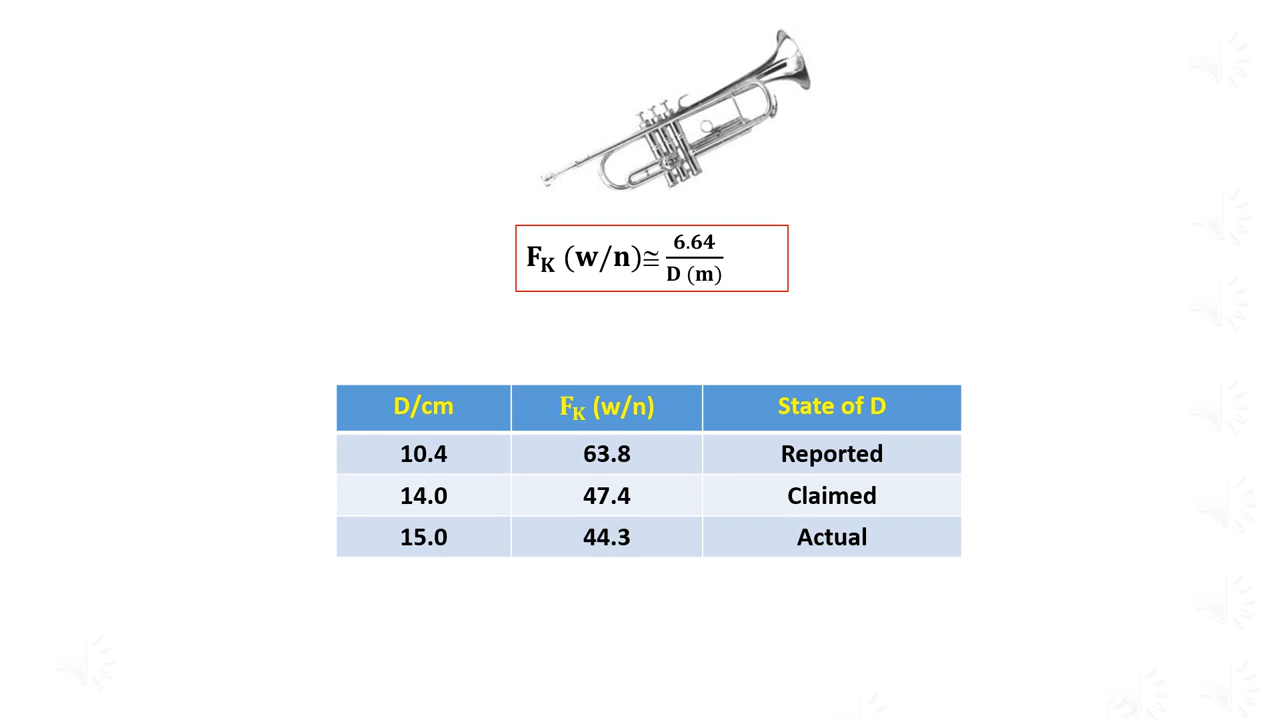 F_K (w/n)≅ 6.64 / D (m)
D/cm F_K (w/n) State of D
10.4 63.8 Reported
14.0 47.4 Claimed
15.0 44.3 Actual